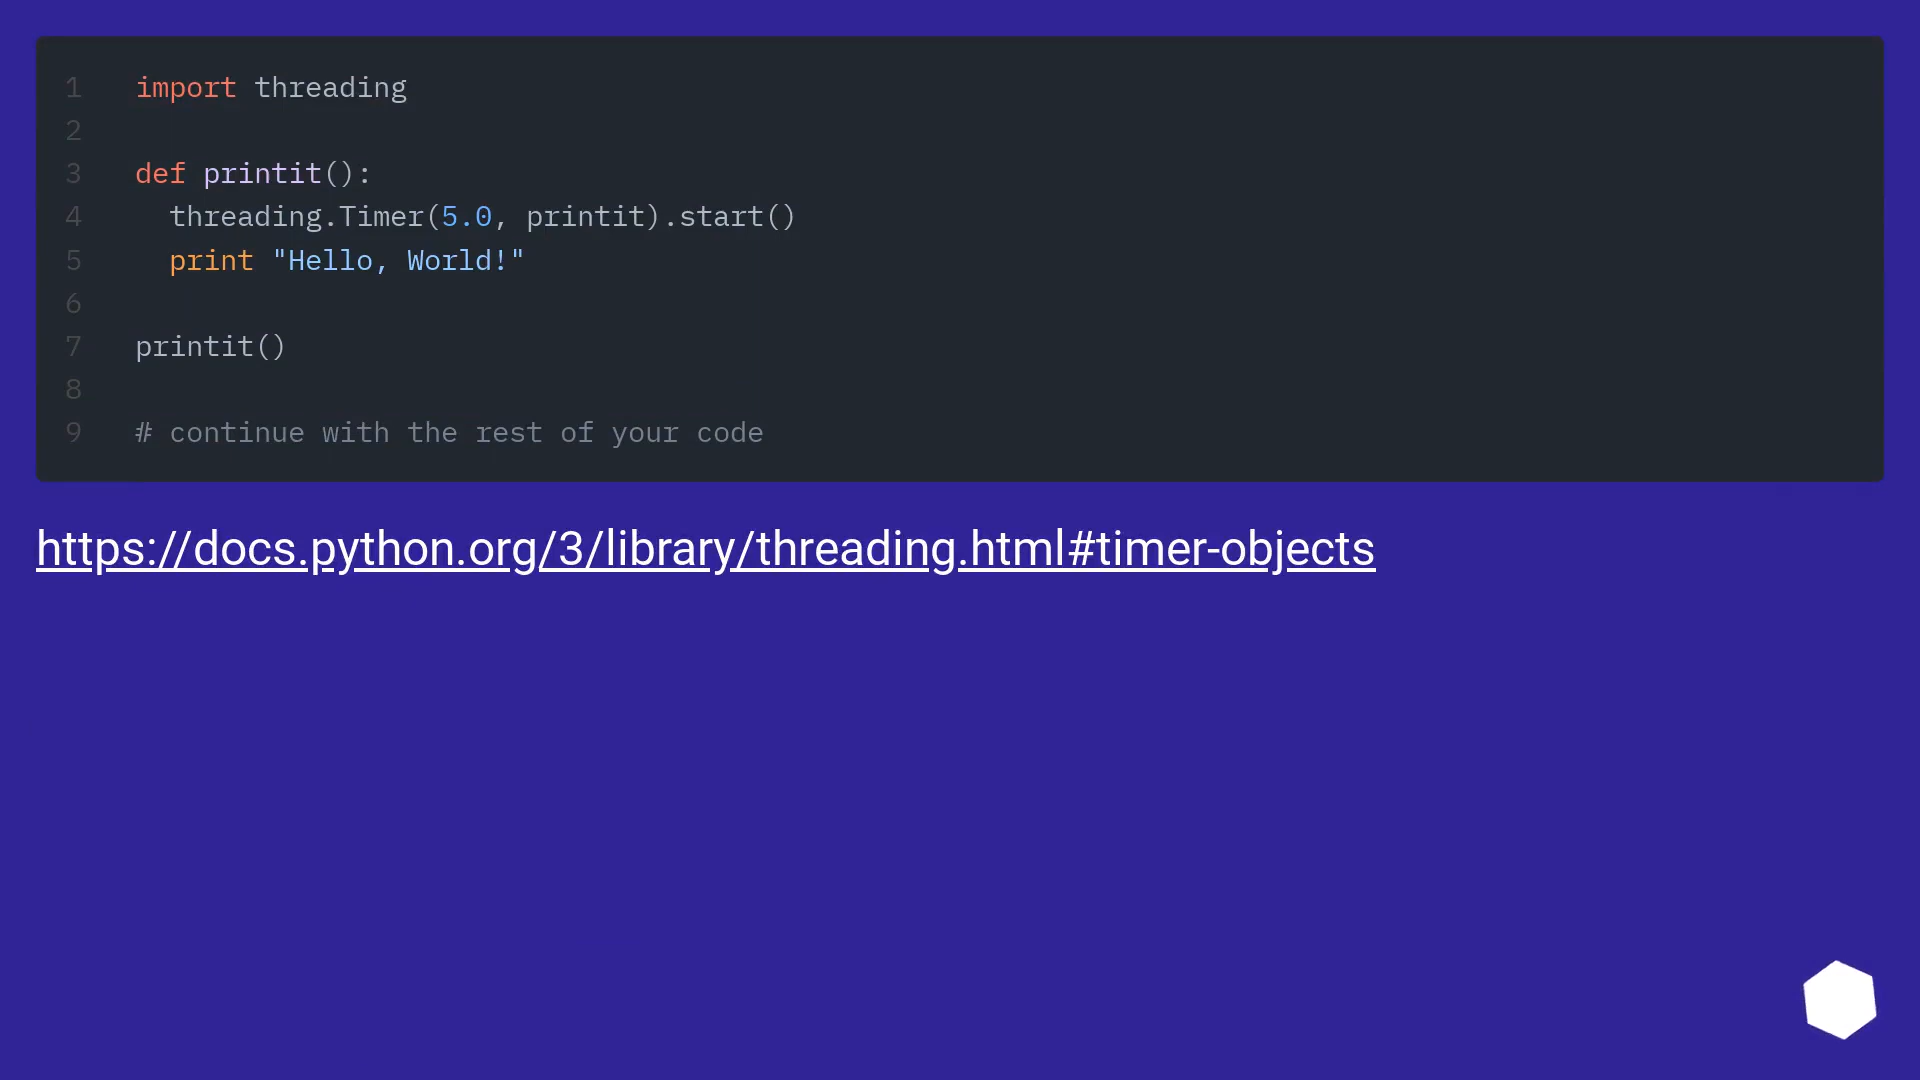 1 import threading
2
3 def printit():
4   threading.Timer(5.0, printit).start()
5   print "Hello, World!"
6
7 printit()
8
9 # continue with the rest of your code
https://docs.python.org/3/library/threading.html#timer-objects